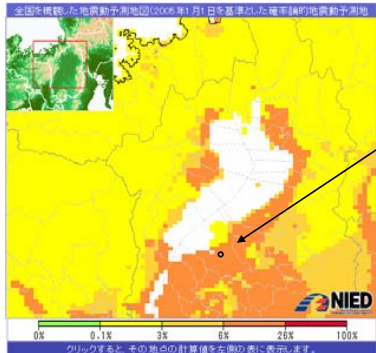 全国を概観した地震動予測地図(2005年1月1日を基準とした確率論的地震動予測地
NIED
0% 0.1% 3% 6% 26% 100%
クリックすると、その地点の計算値を左側の表に表示します。